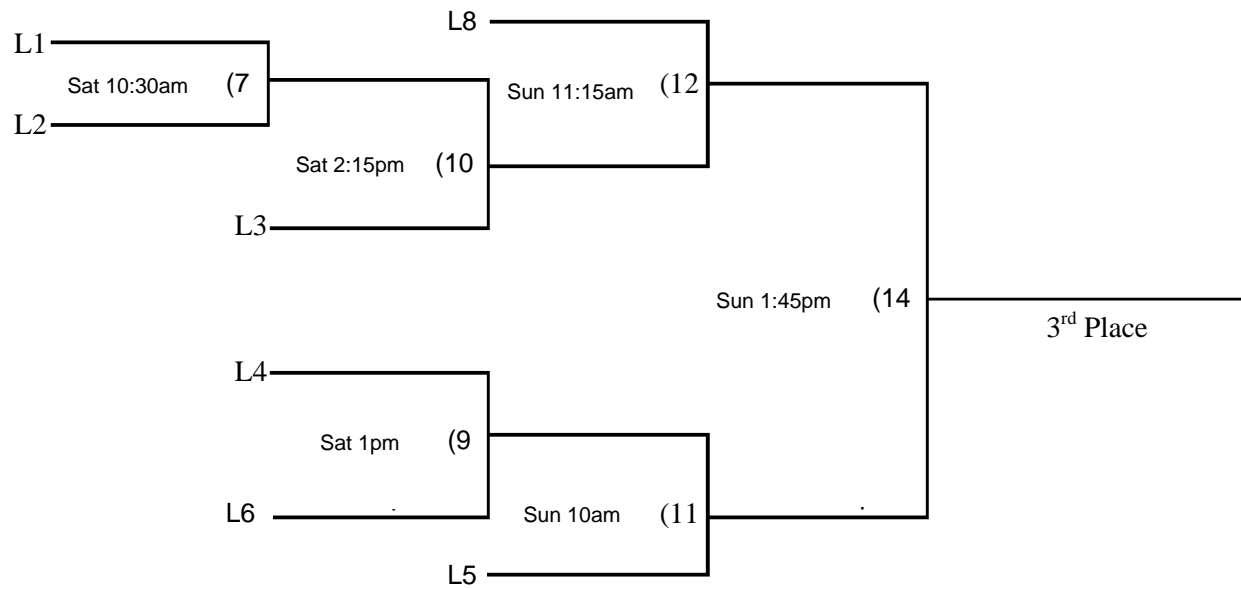 L8
L1
Sat 10:30am (7
Sun 11:15am (12
L2
Sat 2:15pm (10
L3
Sun 1:45pm (14
3rd Place
L4
Sat 1pm (9
L6
Sun 10am (11
L5